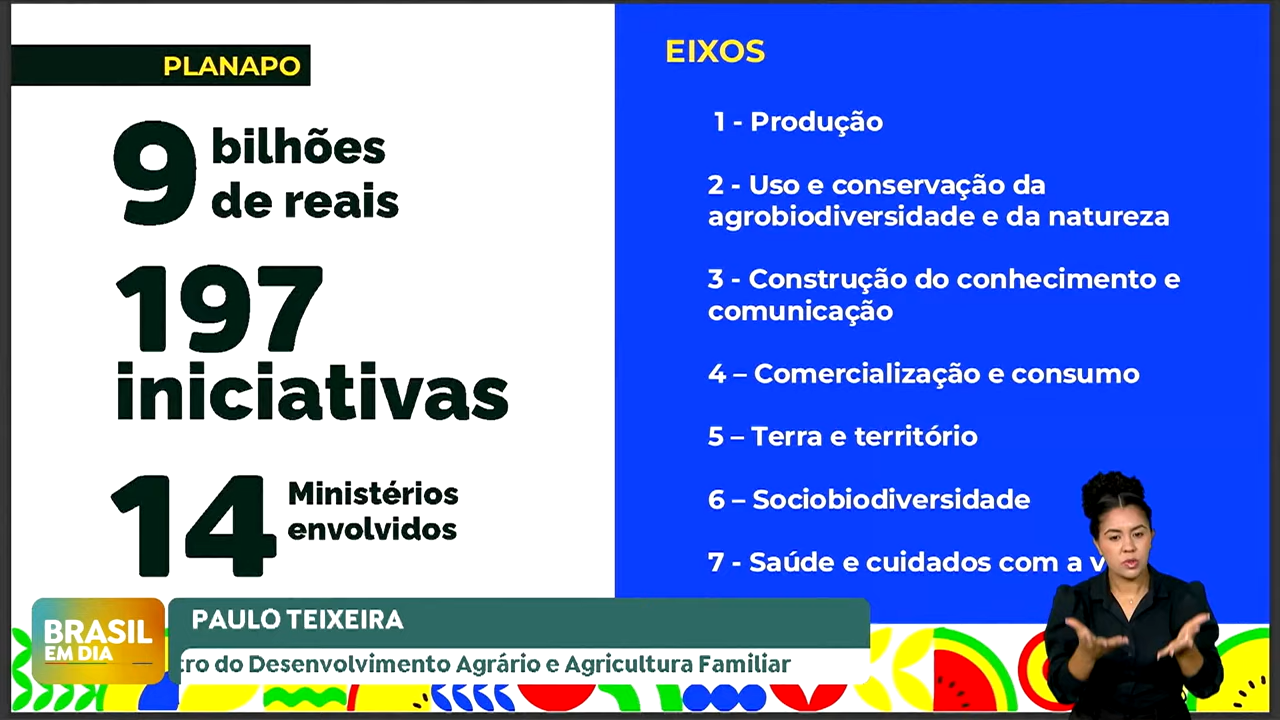 PLANAPO
9 bilhões
de reais
197
iniciativas
14 Ministérios
envolvidos
EIXOS
1 - Produção
2 - Uso e conservação da
agrobiodiversidade e da natureza
3 - Construção do conhecimento e
comunicação
4 – Comercialização e consumo
5 – Terra e território
6 – Sociobiodiversidade
7 - Saúde e cuidados com a
BRASIL
EM DIA
PAULO TEIXEIRA
do Desenvolvimento Agrário e Agricultura Familiar